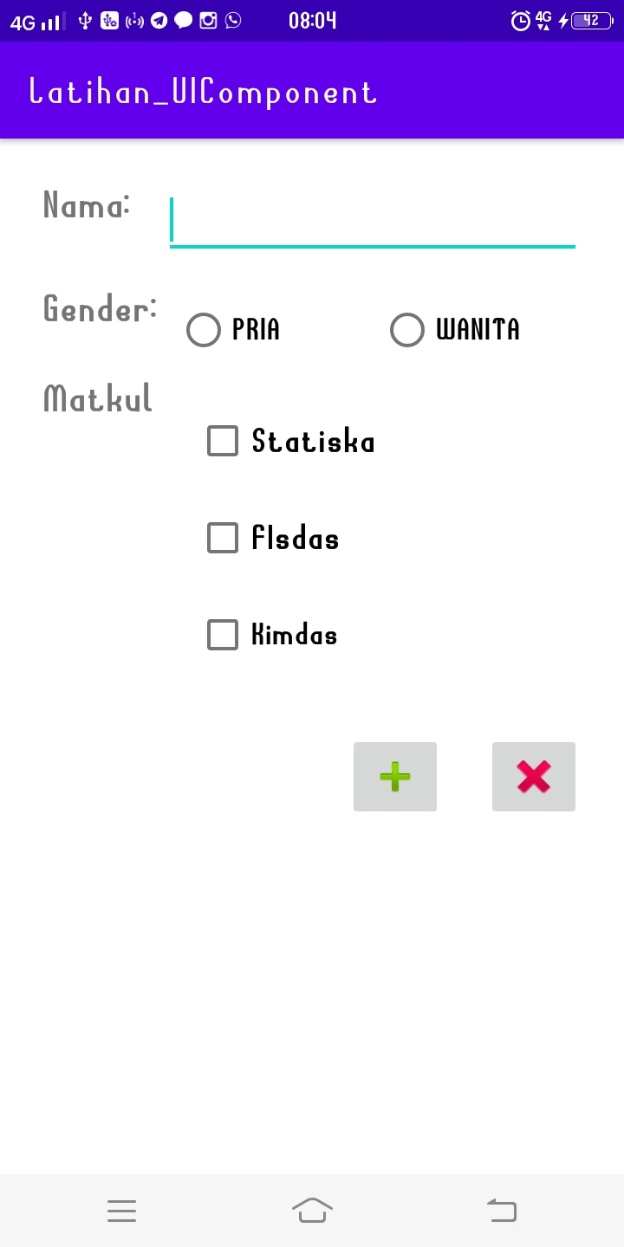 4G 08:04 4G 42
Latihan_UIComponent
Nama:
Gender:
PRIA WANITA
Matkul
Statiska
FIsdas
Kimdas